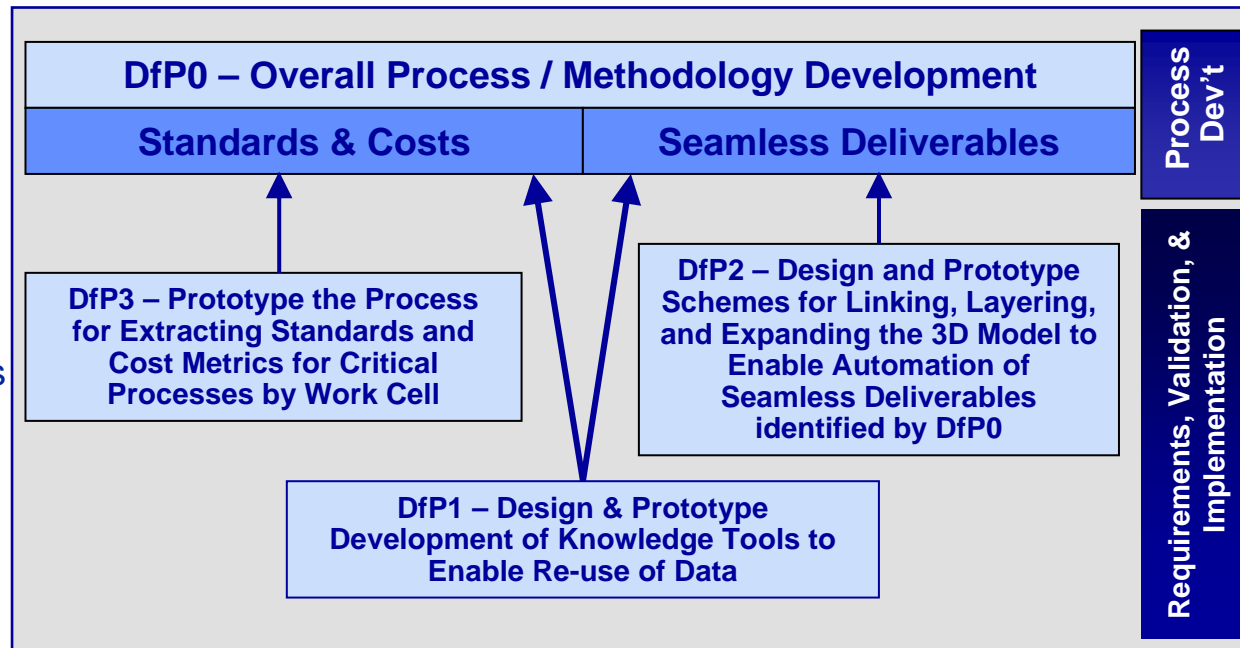 DfP0 – Overall Process / Methodology Development
Standards & Costs
Seamless Deliverables
Process
Dev't
DfP3 – Prototype the Process
for Extracting Standards and
Cost Metrics for Critical
Processes by Work Cell
DfP2 – Design and Prototype
Schemes for Linking, Layering,
and Expanding the 3D Model to
Enable Automation of
Seamless Deliverables
identified by DfP0
DfP1 – Design & Prototype
Development of Knowledge Tools to
Enable Re-use of Data
Requirements, Validation, &
Implementation